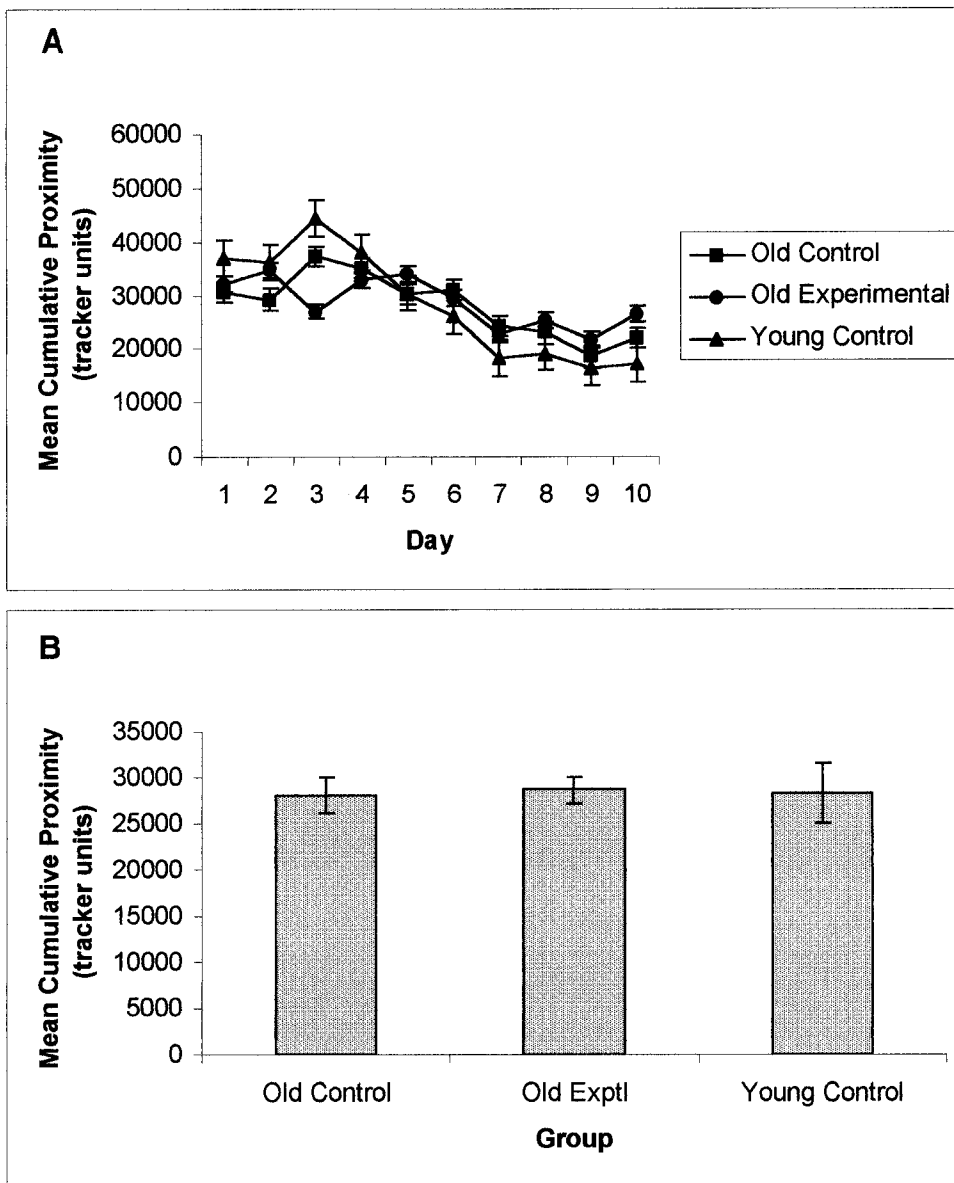 A
Mean Cumulative Proximity
(tracker units)
60000
50000
40000
30000
20000
10000
0
1 2 3 4 5 6 7 8 9 10
Day
Old Control
Old Experimental
Young Control
B
Mean Cumulative Proximity
(tracker units)
35000
30000
25000
20000
15000
10000
5000
0
Old Control Old Exptl Young Control
Group